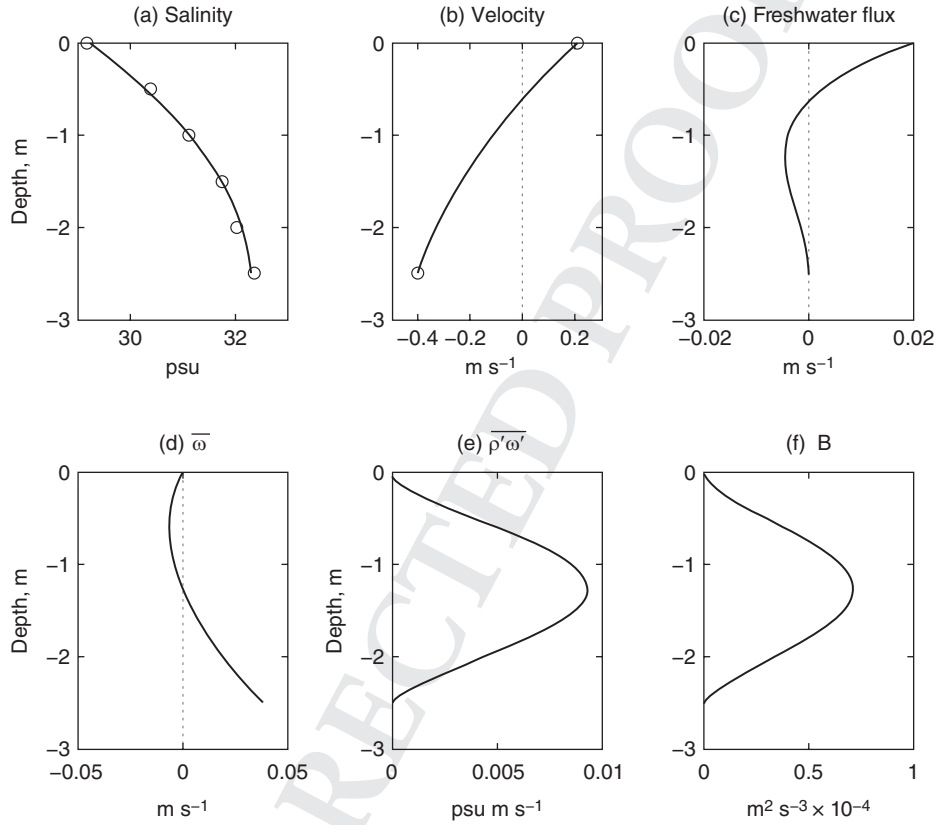 (a) Salinity
(b) Velocity
(c) Freshwater flux
0
−1
−2
−3
Depth, m
30
32
psu
0
−1
−2
−3
−0.4
−0.2
0
0.2
m s⁻¹
0
−1
−2
−3
−0.02
0
0.02
m s⁻¹
(d) ω̅
(e) ρ′ω′
(f) B
0
−1
−2
−3
Depth, m
−0.05
0
0.05
m s⁻¹
0
−1
−2
−3
Depth, m
0
0.005
0.01
psu m s⁻¹
0
−1
−2
−3
0
0.5
1
m² s⁻³ × 10⁻⁴
RECTED PROO